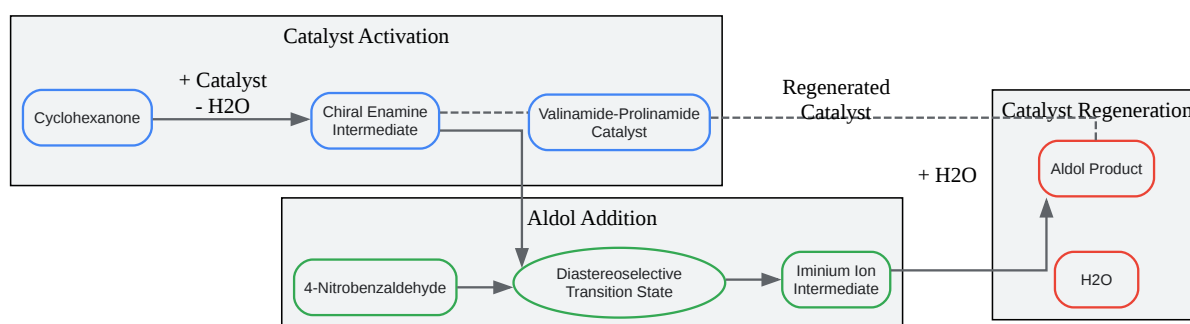 Catalyst Activation
+ Catalyst
- H2O
Cyclohexanone
Chiral Enamine
Intermediate
Valinamide-Prolinamide
Catalyst
Regenerated
Catalyst
Catalyst Regeneration
Aldol Product
+ H2O
H2O
Aldol Addition
4-Nitrobenzaldehyde
Diastereoselective
Transition State
Iminium Ion
Intermediate